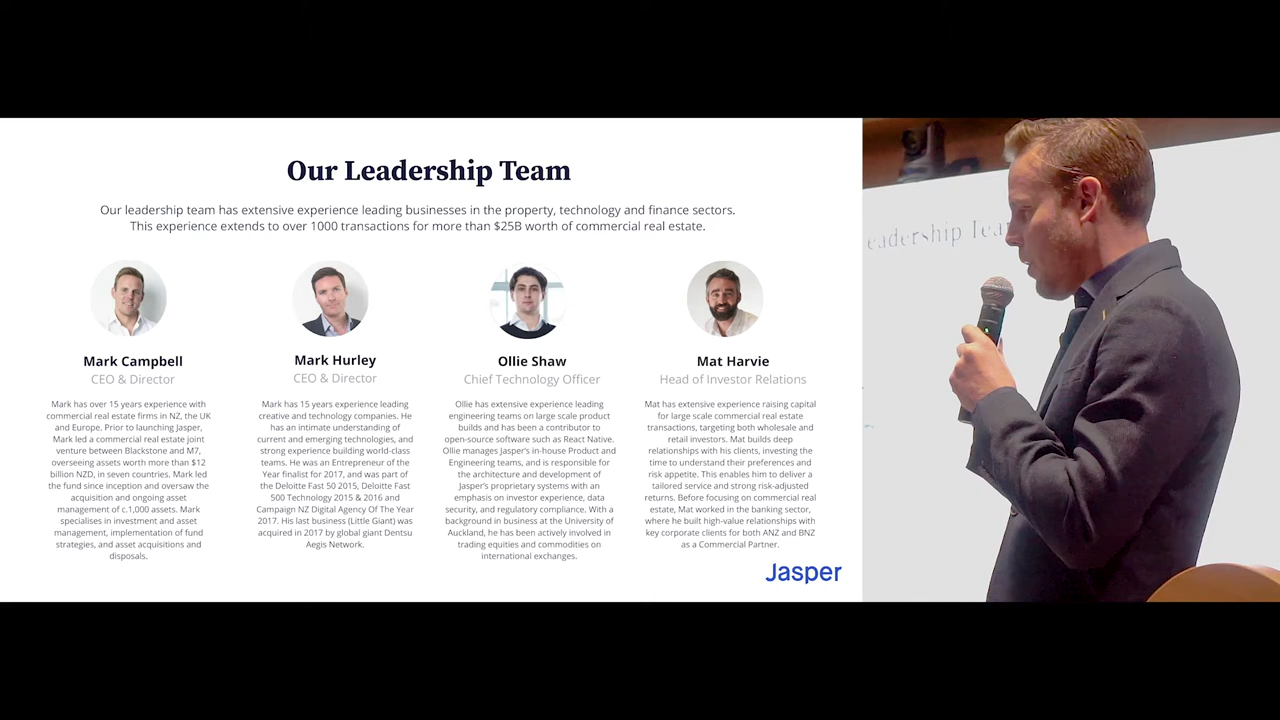 Our Leadership Team
Our leadership team has extensive experience leading businesses in the property, technology and finance sectors.
This experience extends to over 1000 transactions for more than $25B worth of commercial real estate.
Mark Campbell
CEO & Director
Mark has over 15 years experience with
commercial real estate firms in NZ, the UK
and Europe. Prior to launching Jasper,
Mark led a commercial real estate joint
venture between Blackstone and M7,
overseeing assets worth more than $12
billion NZD, in seven countries. Mark led
the fund since inception and oversaw the
acquisition and ongoing asset
management of c.1,000 assets. Mark
specialises in investment and asset
management, implementation of fund
strategies, and asset acquisitions and
disposals.
Mark Hurley
CEO & Director
Mark has 15 years experience leading
creative and technology companies. He
has an intimate understanding of
current and emerging technologies, and
strong experience building world-class
teams. He was an Entrepreneur of the
Year finalist for 2017, and was part of
the Deloitte Fast 50 2015, Deloitte Fast
500 Technology 2015 & 2016 and
Campaign NZ Digital Agency Of The Year
2017. His last business (Little Giant) was
acquired in 2017 by global giant Dentsu
Aegis Network.
Ollie Shaw
Chief Technology Officer
Ollie has extensive experience leading
engineering teams on large scale product
builds and has been a contributor to
open-source software such as React Native.
Ollie manages Jasper's in-house Product and
Engineering teams, and is responsible for
the architecture and development of
Jasper's proprietary systems with an
emphasis on investor experience, data
security, and regulatory compliance. With a
background in business at the University of
Auckland, he has been actively involved in
trading equities and commodities on
international exchanges.
Mat Harvie
Head of Investor Relations
Mat has extensive experience raising capital
for large scale commercial real estate
transactions, targeting both wholesale and
retail investors. Mat builds deep
relationships with his clients, investing the
time to understand their preferences and
risk appetite. This enables him to deliver a
tailored service and strong risk-adjusted
returns. Before focusing on commercial real
estate, Mat worked in the banking sector,
where he built high-value relationships with
key corporate clients for both ANZ and BNZ
as a Commercial Partner.
Jasper
eadership Tea